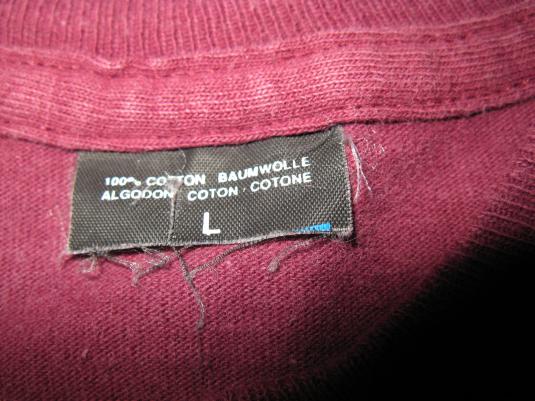 100% COTTON BAUMWOLLE
ALGODON COTON · COTONE
L